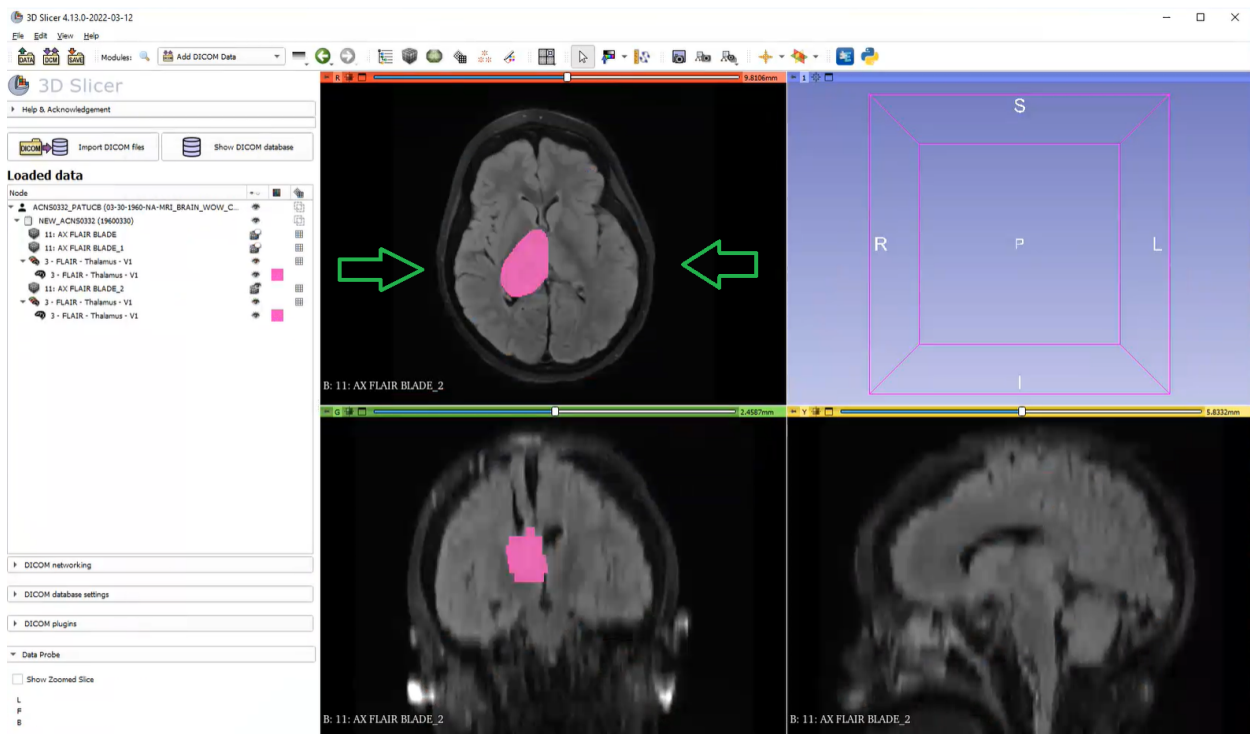 3D Slicer 4.13.0-2022-03-12
File Edit View Help
DATA DCM SAVE Modules: Add DICOM Data
3D Slicer
Help & Acknowledgement
DICOM Import DICOM files Show DICOM database
Loaded data
Node
ACNS0332_PATUCB (03-30-1960-NA-MRI_BRAIN_WOW_C...
NEW_ACNS0332 (19600330)
11: AX FLAIR BLADE
11: AX FLAIR BLADE_1
3 - FLAIR - Thalamus - V1
3 - FLAIR - Thalamus - V1
11: AX FLAIR BLADE_2
3 - FLAIR - Thalamus - V1
3 - FLAIR - Thalamus - V1
DICOM networking
DICOM database settings
DICOM plugins
Data Probe
Show Zoomed Slice
L
F
B
R 9.8106mm
B: 11: AX FLAIR BLADE_2
1
S
R P L
I
G 2.4587mm
B: 11: AX FLAIR BLADE_2
Y 5.8332mm
B: 11: AX FLAIR BLADE_2